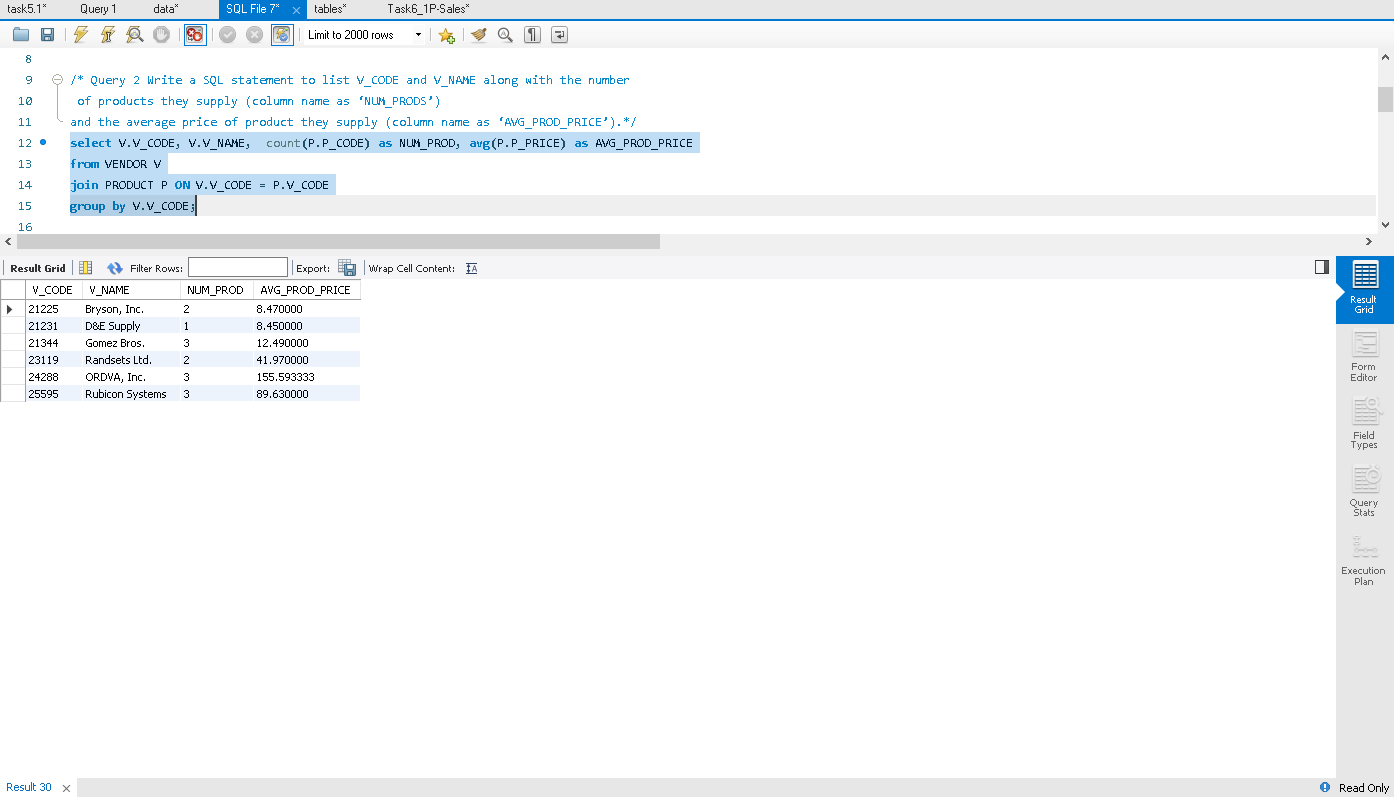 task5.1* Query 1 data* SQL File 7* tables* Task6_1P-Sales*
Limit to 2000 rows
8
9 /* Query 2 Write a SQL statement to list V_CODE and V_NAME along with the number
10 of products they supply (column name as ‘NUM_PRODS’)
11 and the average price of product they supply (column name as ‘AVG_PROD_PRICE’).*/
12 select V.V_CODE, V.V_NAME, count(P.P_CODE) as NUM_PROD, avg(P.P_PRICE) as AVG_PROD_PRICE
13 from VENDOR V
14 join PRODUCT P ON V.V_CODE = P.V_CODE
15 group by V.V_CODE;
16
Result Grid Filter Rows: Export: Wrap Cell Content: IA
V_CODE V_NAME NUM_PROD AVG_PROD_PRICE
21225 Bryson, Inc. 2 8.470000
21231 D&E Supply 1 8.450000
21344 Gomez Bros. 3 12.490000
23119 Randsets Ltd. 2 41.970000
24288 ORDVA, Inc. 3 155.593333
25595 Rubicon Systems 3 89.630000
Result
Grid
Form
Editor
Field
Types
Query
Stats
Execution
Plan
Result 30 Read Only